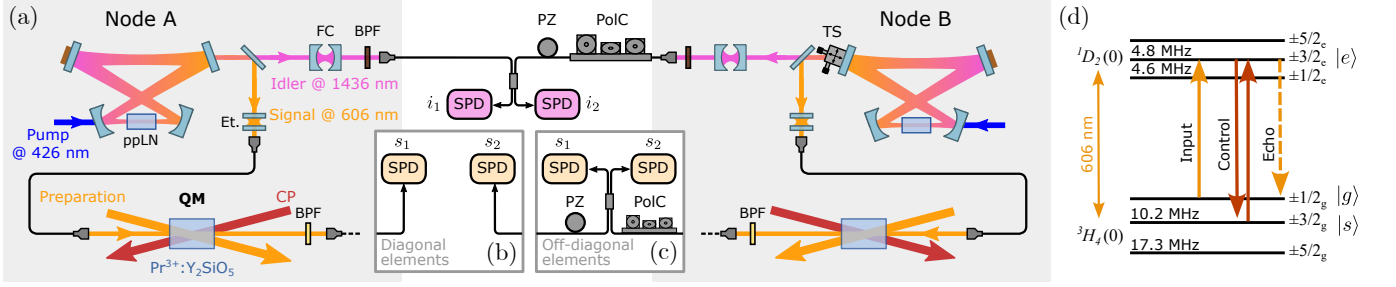 (a)
Node A
FC
BPF
PZ
PolC
TS
Node B
(d)
Idler @ 1436 nm
Signal @ 606 nm
Et.
ppLN
Pump
@ 426 nm
i₁
SPD
SPD
i₂
s₁
SPD
s₂
SPD
s₁
SPD
s₂
SPD
Preparation
QM
CP
BPF
Pr³⁺:Y₂SiO₅
Diagonal
elements
(b)
PZ
PolC
Off-diagonal
elements
(c)
BPF
¹D₂(0)
4.8 MHz
4.6 MHz
±5/2ₑ
±3/2ₑ
|e⟩
±1/2ₑ
606 nm
Input
Control
Echo
±1/2g
|g⟩
10.2 MHz
±3/2g
|s⟩
³H₄(0)
17.3 MHz
±5/2g